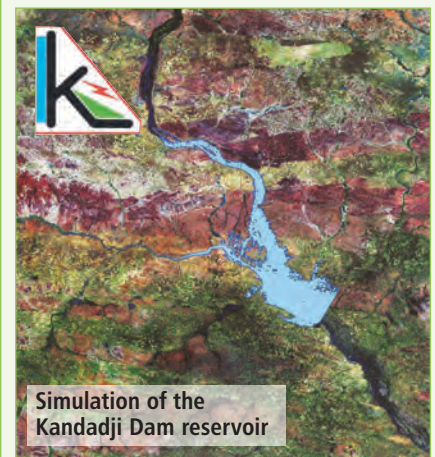 k
Simulation of the
Kandadji Dam reservoir